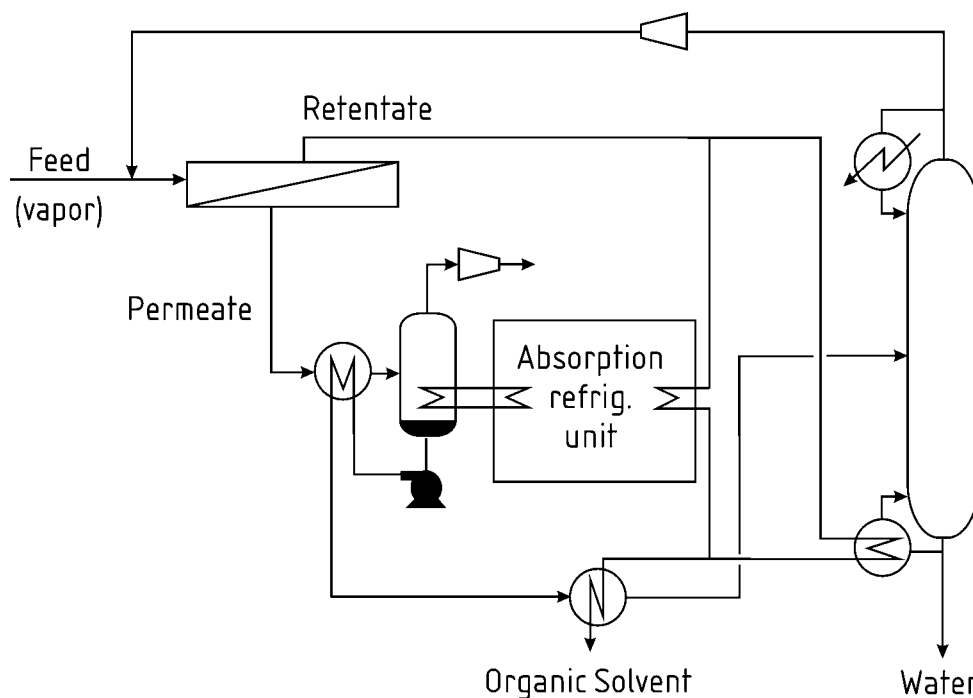 Retentate
Feed
(vapor)
Permeate
Absorption
refrig.
unit
Organic Solvent
Water